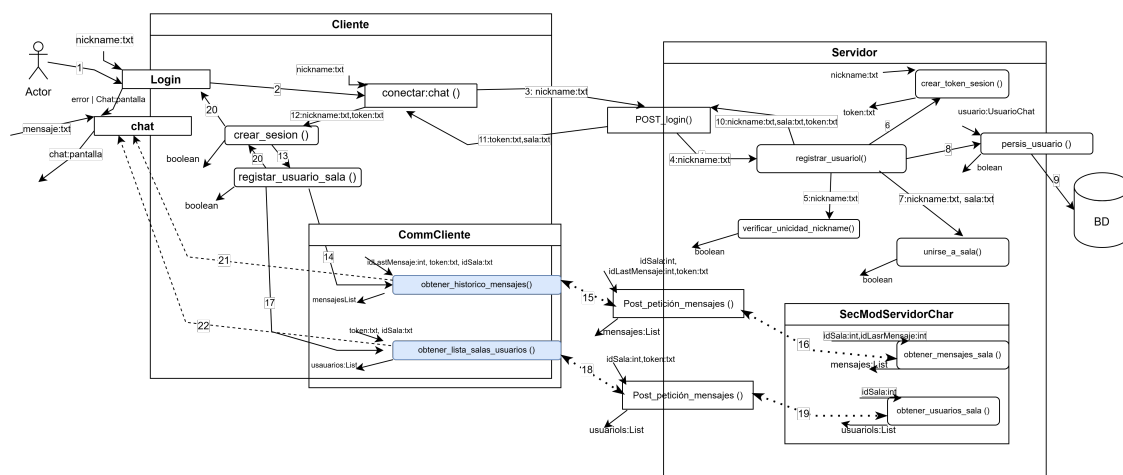 Cliente
nickname:txt
Actor
1
Login
2
nickname:txt
conectar:chat ()
3: nickname:txt
error | Chat:pantalla
20
12:nickname:txt,token:txt
mensaje:txt
chat
chat:pantalla
crear_sesion ()
boolean
20
13
registar_usuario_sala ()
boolean
11:token:txt,sala:txt
CommCliente
14
idLastMensaje:int, token:txt, idSala:txt
obtener_historico_mensajes()
mensajesList
21
17
22
token:txt, idSala:txt
obtener_lista_salas_usuarios ()
usauarios:List
Servidor
nickname:txt
crear_token_sesion ()
token:txt
POST_login()
10:nickname:txt,sala:txt,token:txt
6
usuario:UsuarioChat
4:nickname:txt
registrar_usuariol()
8
persis_usuario ()
bolean
9
BD
5:nickname:txt
7:nickname:txt, sala:txt
verificar_unicidad_nickname()
boolean
unirse_a_sala()
boolean
idSala:int,
idLastMensaje:int,token:txt
15
Post_petición_mensajes ()
mensajes:List
SecModServidorChar
16
idSala:int,idLasrMensaje:int
obtener_mensajes_sala ()
mensajes:List
18
idSala:int,token:txt
Post_petición_mensajes ()
usuariols:List
19
idSala:int
obtener_usuarios_sala ()
usuariols:List